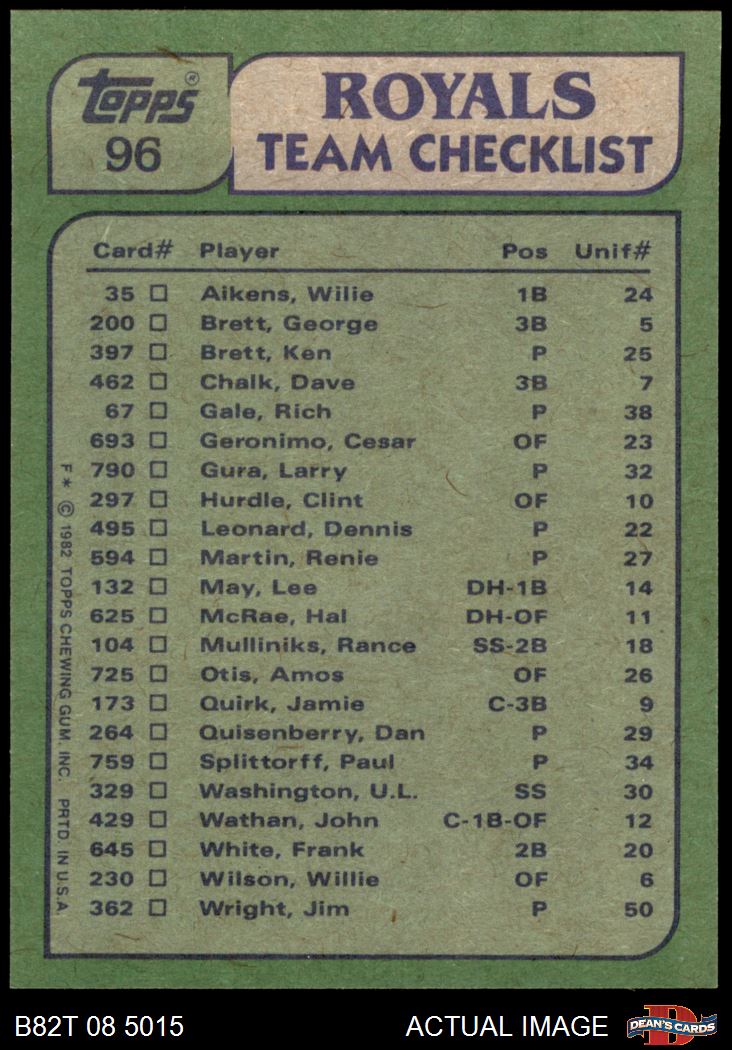 Topps®
96
ROYALS
TEAM CHECKLIST
Card# Player Pos Unif#
35 Aikens, Wilie 1B 24
200 Brett, George 3B 5
397 Brett, Ken P 25
462 Chalk, Dave 3B 7
67 Gale, Rich P 38
693 Geronimo, Cesar OF 23
790 Gura, Larry P 32
297 Hurdle, Clint OF 10
495 Leonard, Dennis P 22
594 Martin, Renie P 27
132 May, Lee DH-1B 14
625 McRae, Hal DH-OF 11
104 Mulliniks, Rance SS-2B 18
725 Otis, Amos OF 26
173 Quirk, Jamie C-3B 9
264 Quisenberry, Dan P 29
759 Splittorff, Paul P 34
329 Washington, U.L. SS 30
429 Wathan, John C-1B-OF 12
645 White, Frank 2B 20
230 Wilson, Willie OF 6
362 Wright, Jim P 50
F* © 1982 TOPPS CHEWING GUM, INC. PRTD. IN U.S.A.
B82T 08 5015 ACTUAL IMAGE
D
DEAN'S CARDS